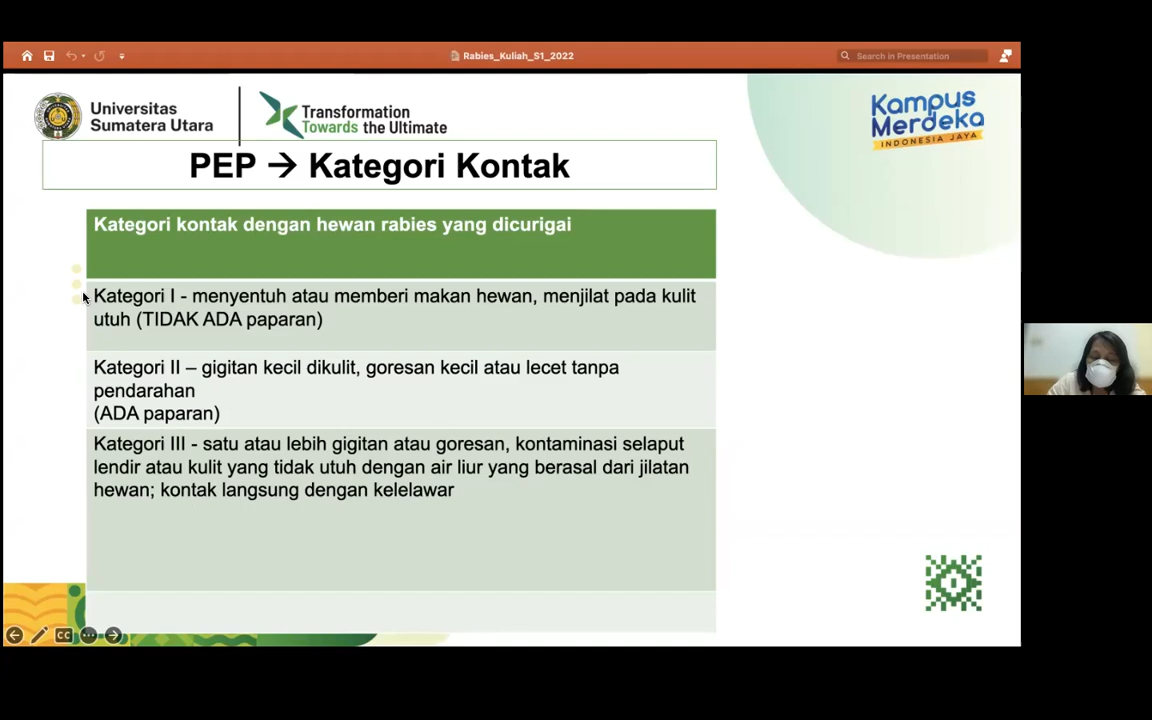 Rabies_Kuliah_S1_2022
Search in Presentation
Universitas
Sumatera Utara
Transformation
Towards the Ultimate
Kampus
Merdeka
INDONESIA JAYA
PEP → Kategori Kontak
Kategori kontak dengan hewan rabies yang dicurigai
Kategori I - menyentuh atau memberi makan hewan, menjilat pada kulit
utuh (TIDAK ADA paparan)
Kategori II – gigitan kecil dikulit, goresan kecil atau lecet tanpa
pendarahan
(ADA paparan)
Kategori III - satu atau lebih gigitan atau goresan, kontaminasi selaput
lendir atau kulit yang tidak utuh dengan air liur yang berasal dari jilatan
hewan; kontak langsung dengan kelelawar
CC